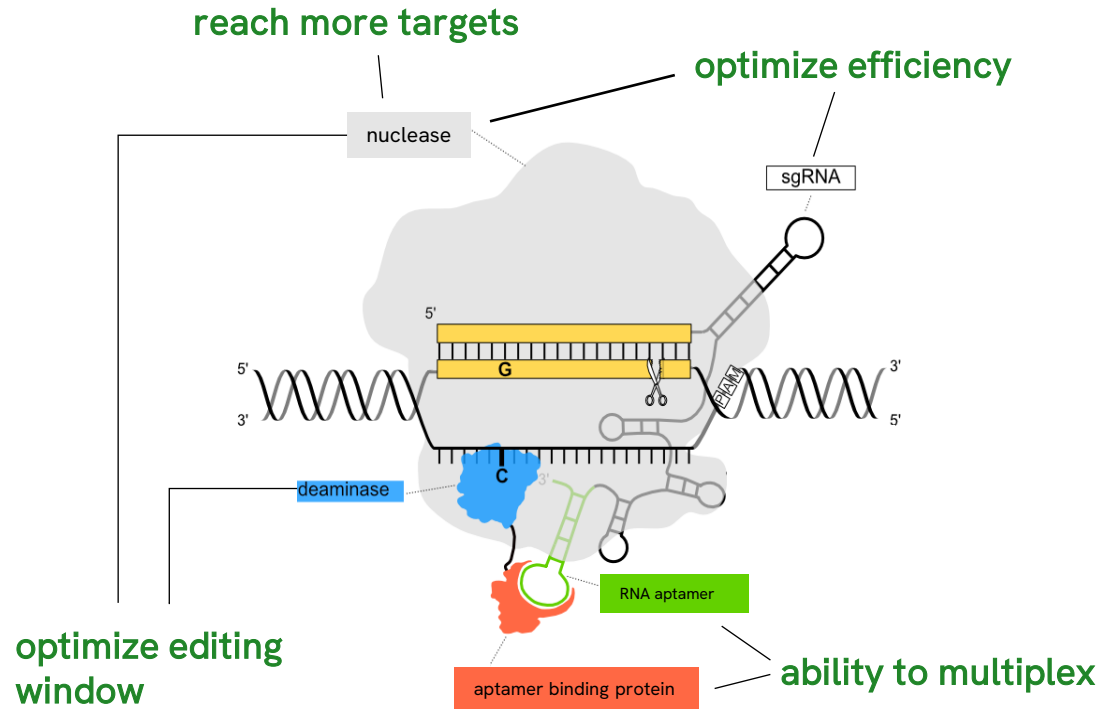 reach more targets
optimize efficiency
nuclease
sgRNA
5'
5'
G
3'
PAM
3'
5'
C
3'
deaminase
RNA aptamer
optimize editing
window
ability to multiplex
aptamer binding protein